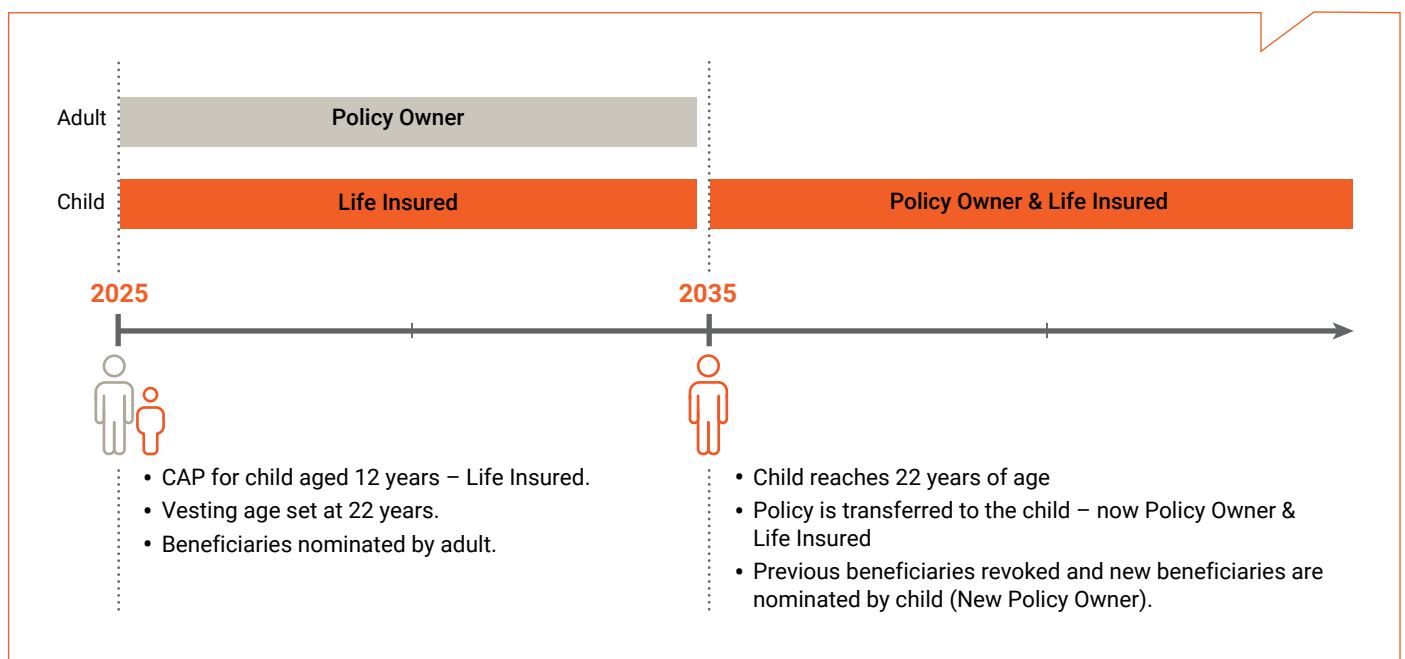 Adult
Policy Owner
Child
Life Insured
Policy Owner & Life Insured
2025
2035
• CAP for child aged 12 years – Life Insured.
• Vesting age set at 22 years.
• Beneficiaries nominated by adult.
• Child reaches 22 years of age
• Policy is transferred to the child – now Policy Owner &
Life Insured
• Previous beneficiaries revoked and new beneficiaries are
nominated by child (New Policy Owner).